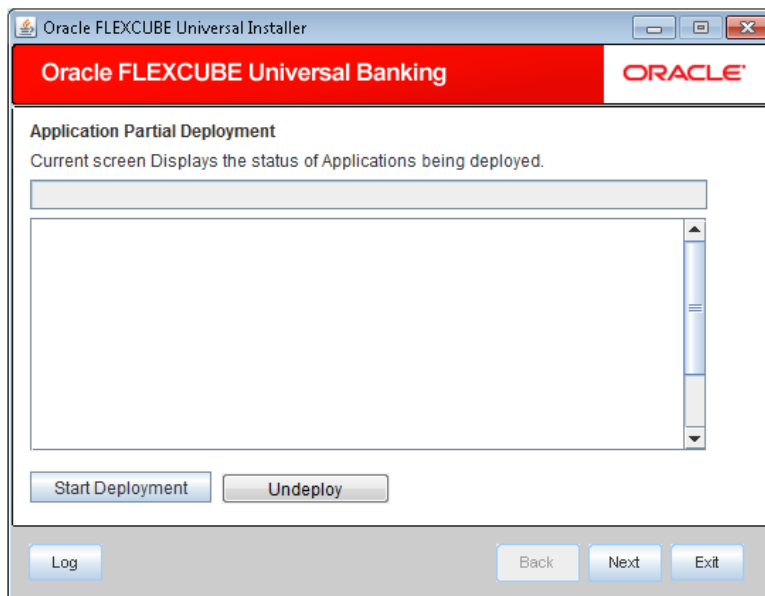 Oracle FLEXCUBE Universal Installer
Oracle FLEXCUBE Universal Banking
ORACLE
Application Partial Deployment
Current screen Displays the status of Applications being deployed.
Start Deployment
Undeploy
Log
Back
Next
Exit